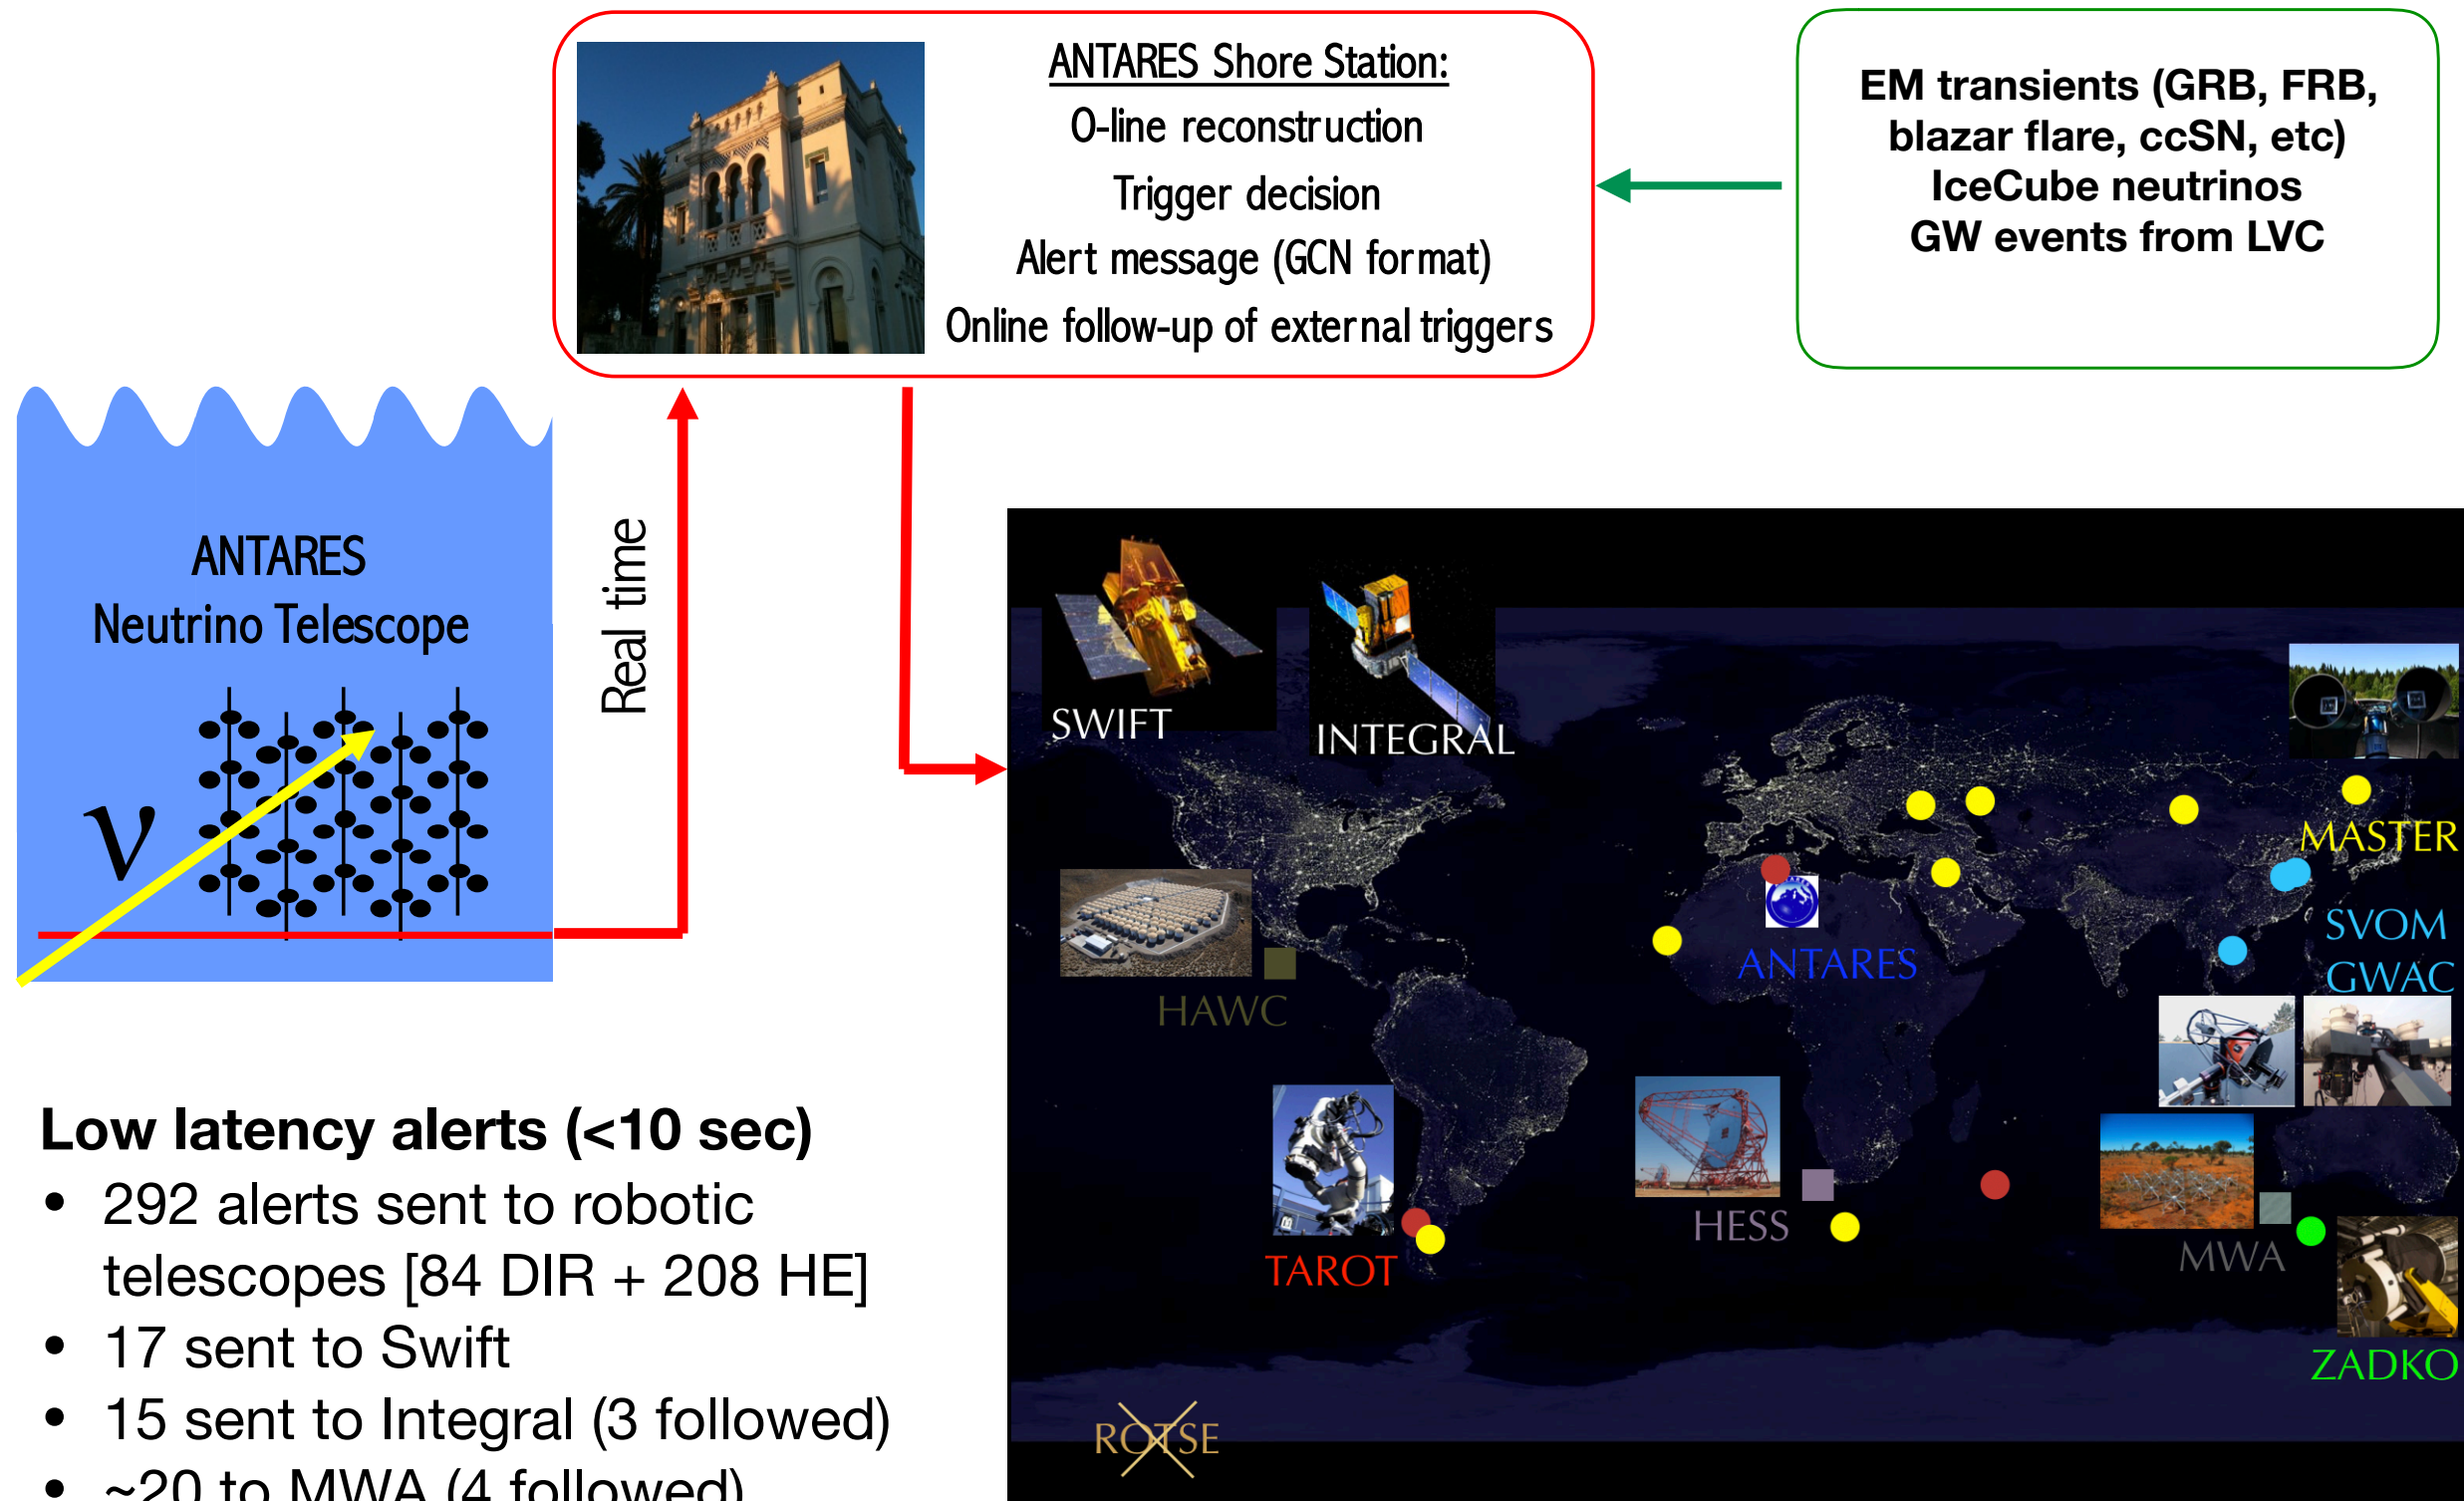 ANTARES Shore Station:
O-line reconstruction
Trigger decision
Alert message (GCN format)
Online follow-up of external triggers
EM transients (GRB, FRB,
blazar flare, ccSN, etc)
IceCube neutrinos
GW events from LVC
ANTARES
Neutrino Telescope
ν
Real time
SWIFT
INTEGRAL
MASTER
SVOM
GWAC
ANTARES
HAWC
TAROT
HESS
MWA
ZADKO
ROTSE
Low latency alerts (<10 sec)
• 292 alerts sent to robotic
telescopes [84 DIR + 208 HE]
• 17 sent to Swift
• 15 sent to Integral (3 followed)
• ~20 to MWA (4 followed)